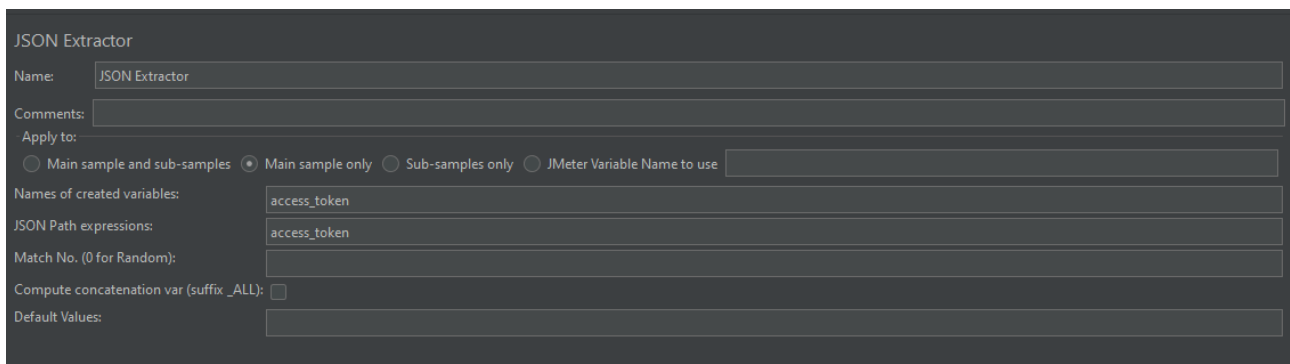 JSON Extractor
Name: JSON Extractor
Comments:
Apply to:
Main sample and sub-samples Main sample only Sub-samples only JMeter Variable Name to use
Names of created variables: access_token
JSON Path expressions: access_token
Match No. (0 for Random):
Compute concatenation var (suffix _ALL):
Default Values: